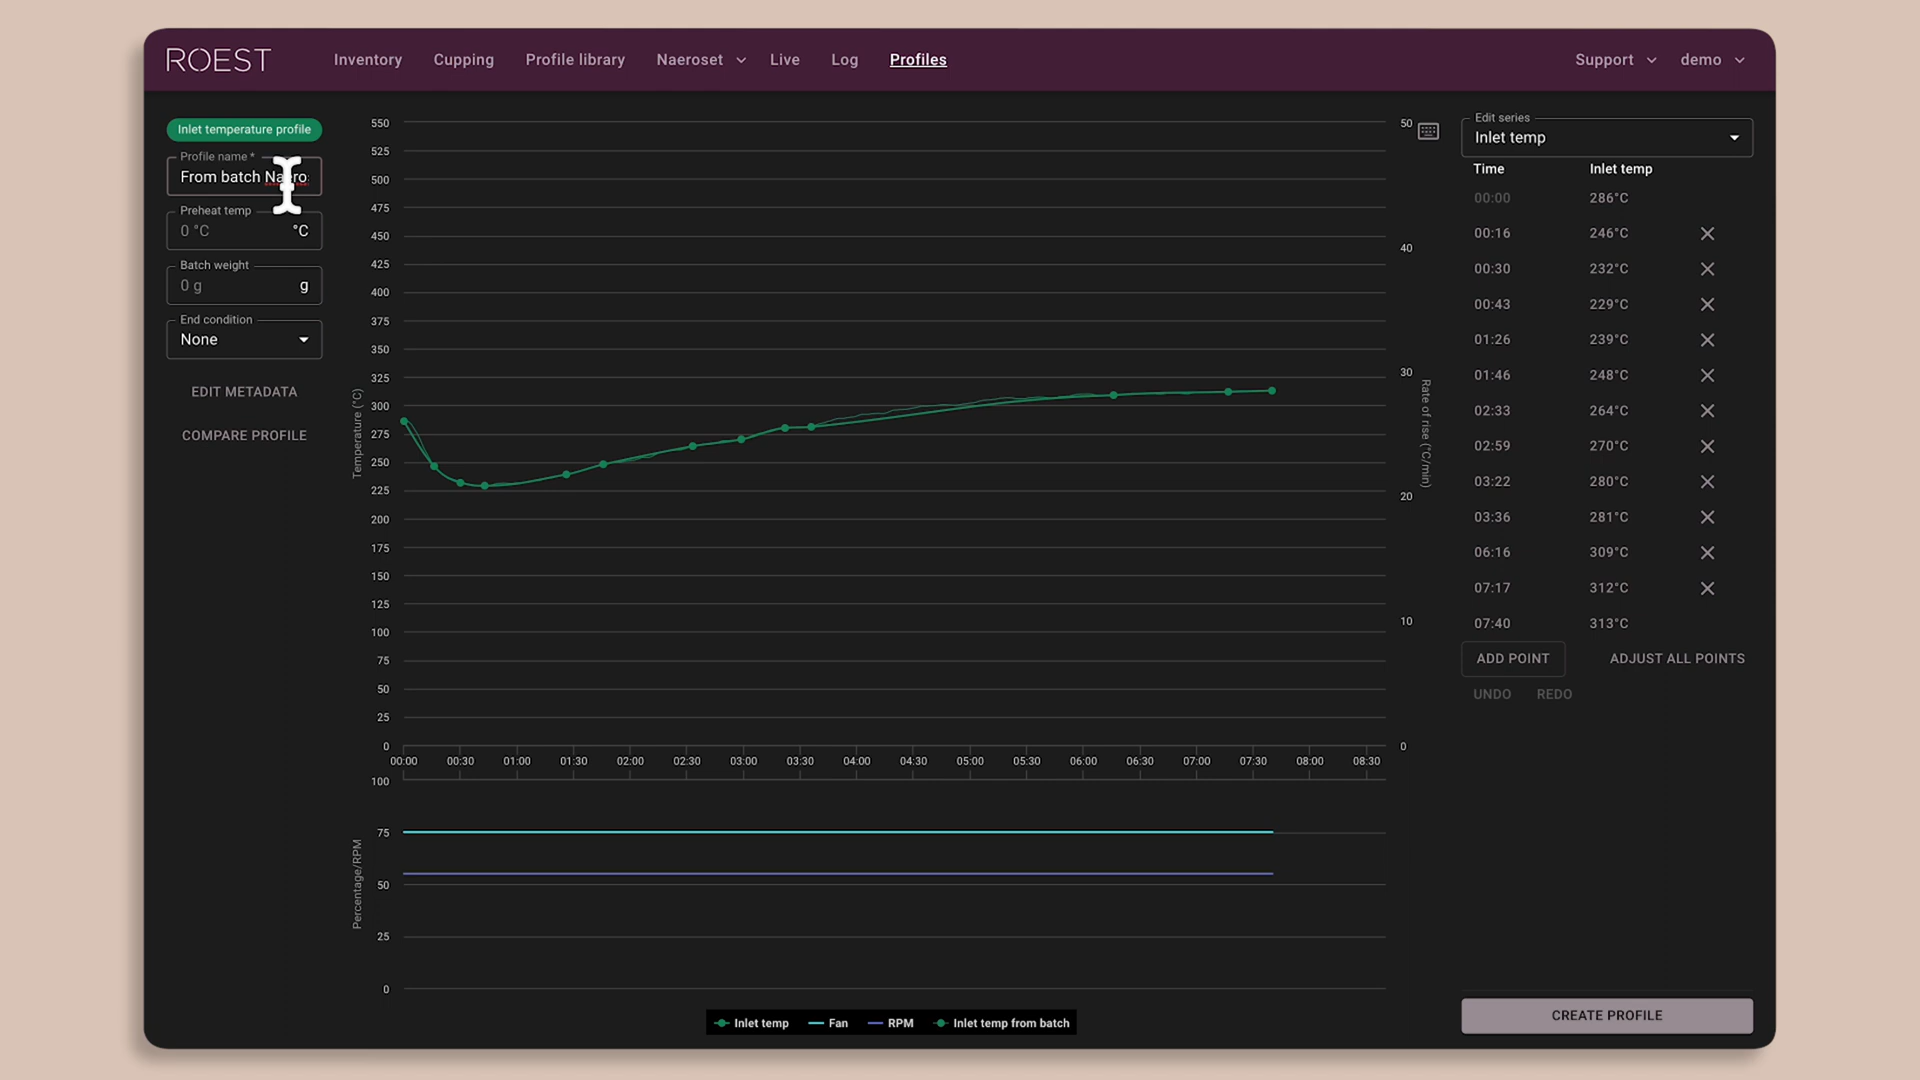 ROEST
Inventory
Cupping
Profile library
Naeroset
Live
Log
Profiles
Support
demo
Inlet temperature profile
Profile name *
From batch Naero
Preheat temp
0 °C
°C
Batch weight
0 g
g
End condition
None
EDIT METADATA
COMPARE PROFILE
Temperature (°C)
550
525
500
475
450
425
400
375
350
325
300
275
250
225
200
175
150
125
100
75
50
25
0
50
40
30
20
10
0
Rate of rise (°C/min)
00:00
00:30
01:00
01:30
02:00
02:30
03:00
03:30
04:00
04:30
05:00
05:30
06:00
06:30
07:00
07:30
08:00
08:30
Percentage/RPM
100
75
50
25
0
Inlet temp
Fan
RPM
Inlet temp from batch
Edit series
Inlet temp
Time Inlet temp
00:00 286°C
00:16 246°C
00:30 232°C
00:43 229°C
01:26 239°C
01:46 248°C
02:33 264°C
02:59 270°C
03:22 280°C
03:36 281°C
06:16 309°C
07:17 312°C
07:40 313°C
ADD POINT
ADJUST ALL POINTS
UNDO
REDO
CREATE PROFILE